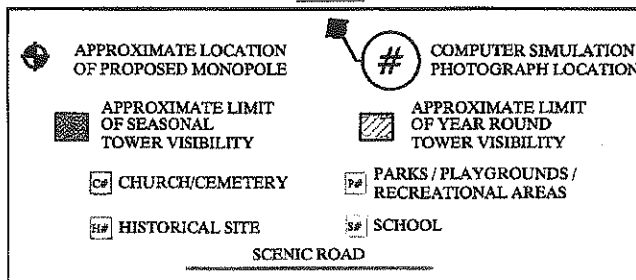 APPROXIMATE LOCATION
OF PROPOSED MONOPOLE
#
COMPUTER SIMULATION
PHOTOGRAPH LOCATION
APPROXIMATE LIMIT
OF SEASONAL
TOWER VISIBILITY
APPROXIMATE LIMIT
OF YEAR ROUND
TOWER VISIBILITY
C# CHURCH/CEMETERY
P# PARKS / PLAYGROUNDS /
RECREATIONAL AREAS
H# HISTORICAL SITE
S# SCHOOL
SCENIC ROAD